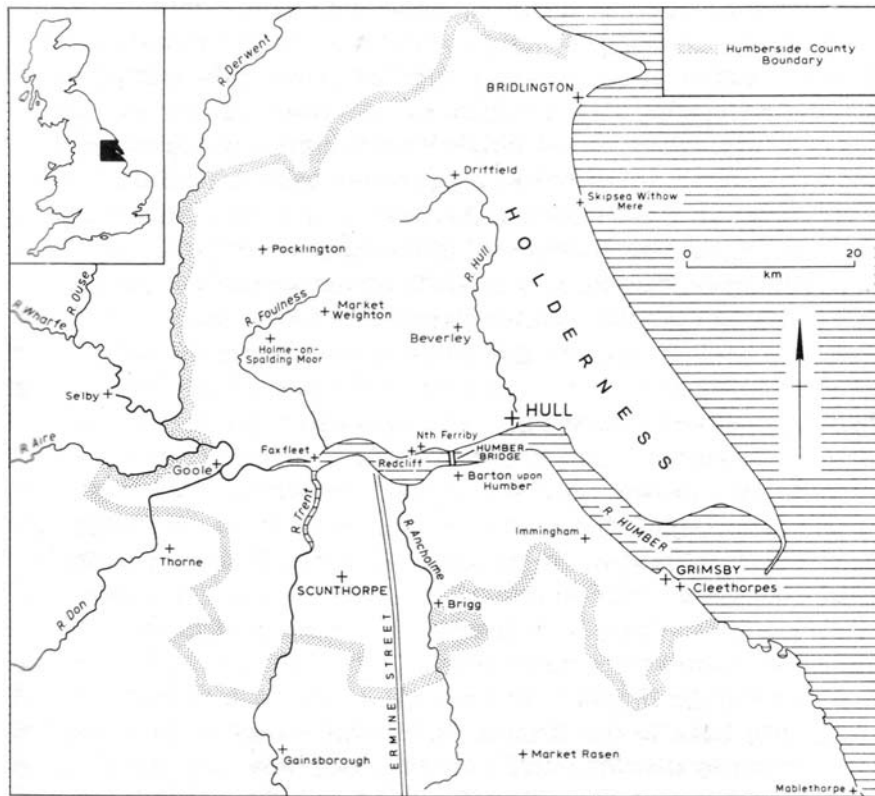 Humberside County
Boundary
R Derwent
BRIDLINGTON
Driffield
Skipsea Withow
Mere
HOLDERNESS
0 20
km
Pocklington
R Hull
R Ouse
R Wharfe
R Foulness
Market
Weighton
Holme-on-
Spalding Moor
Beverley
Selby
HULL
R Aire
Goole
Faxfleet
Nth Ferriby
Redcliff
HUMBER
BRIDGE
Barton upon
Humber
R Trent
R Ancholme
Immingham
R HUMBER
Thorne
SCUNTHORPE
GRIMSBY
Cleethorpes
R Don
Brigg
ERMINE STREET
Gainsborough
Market Rasen
Mablethorpe